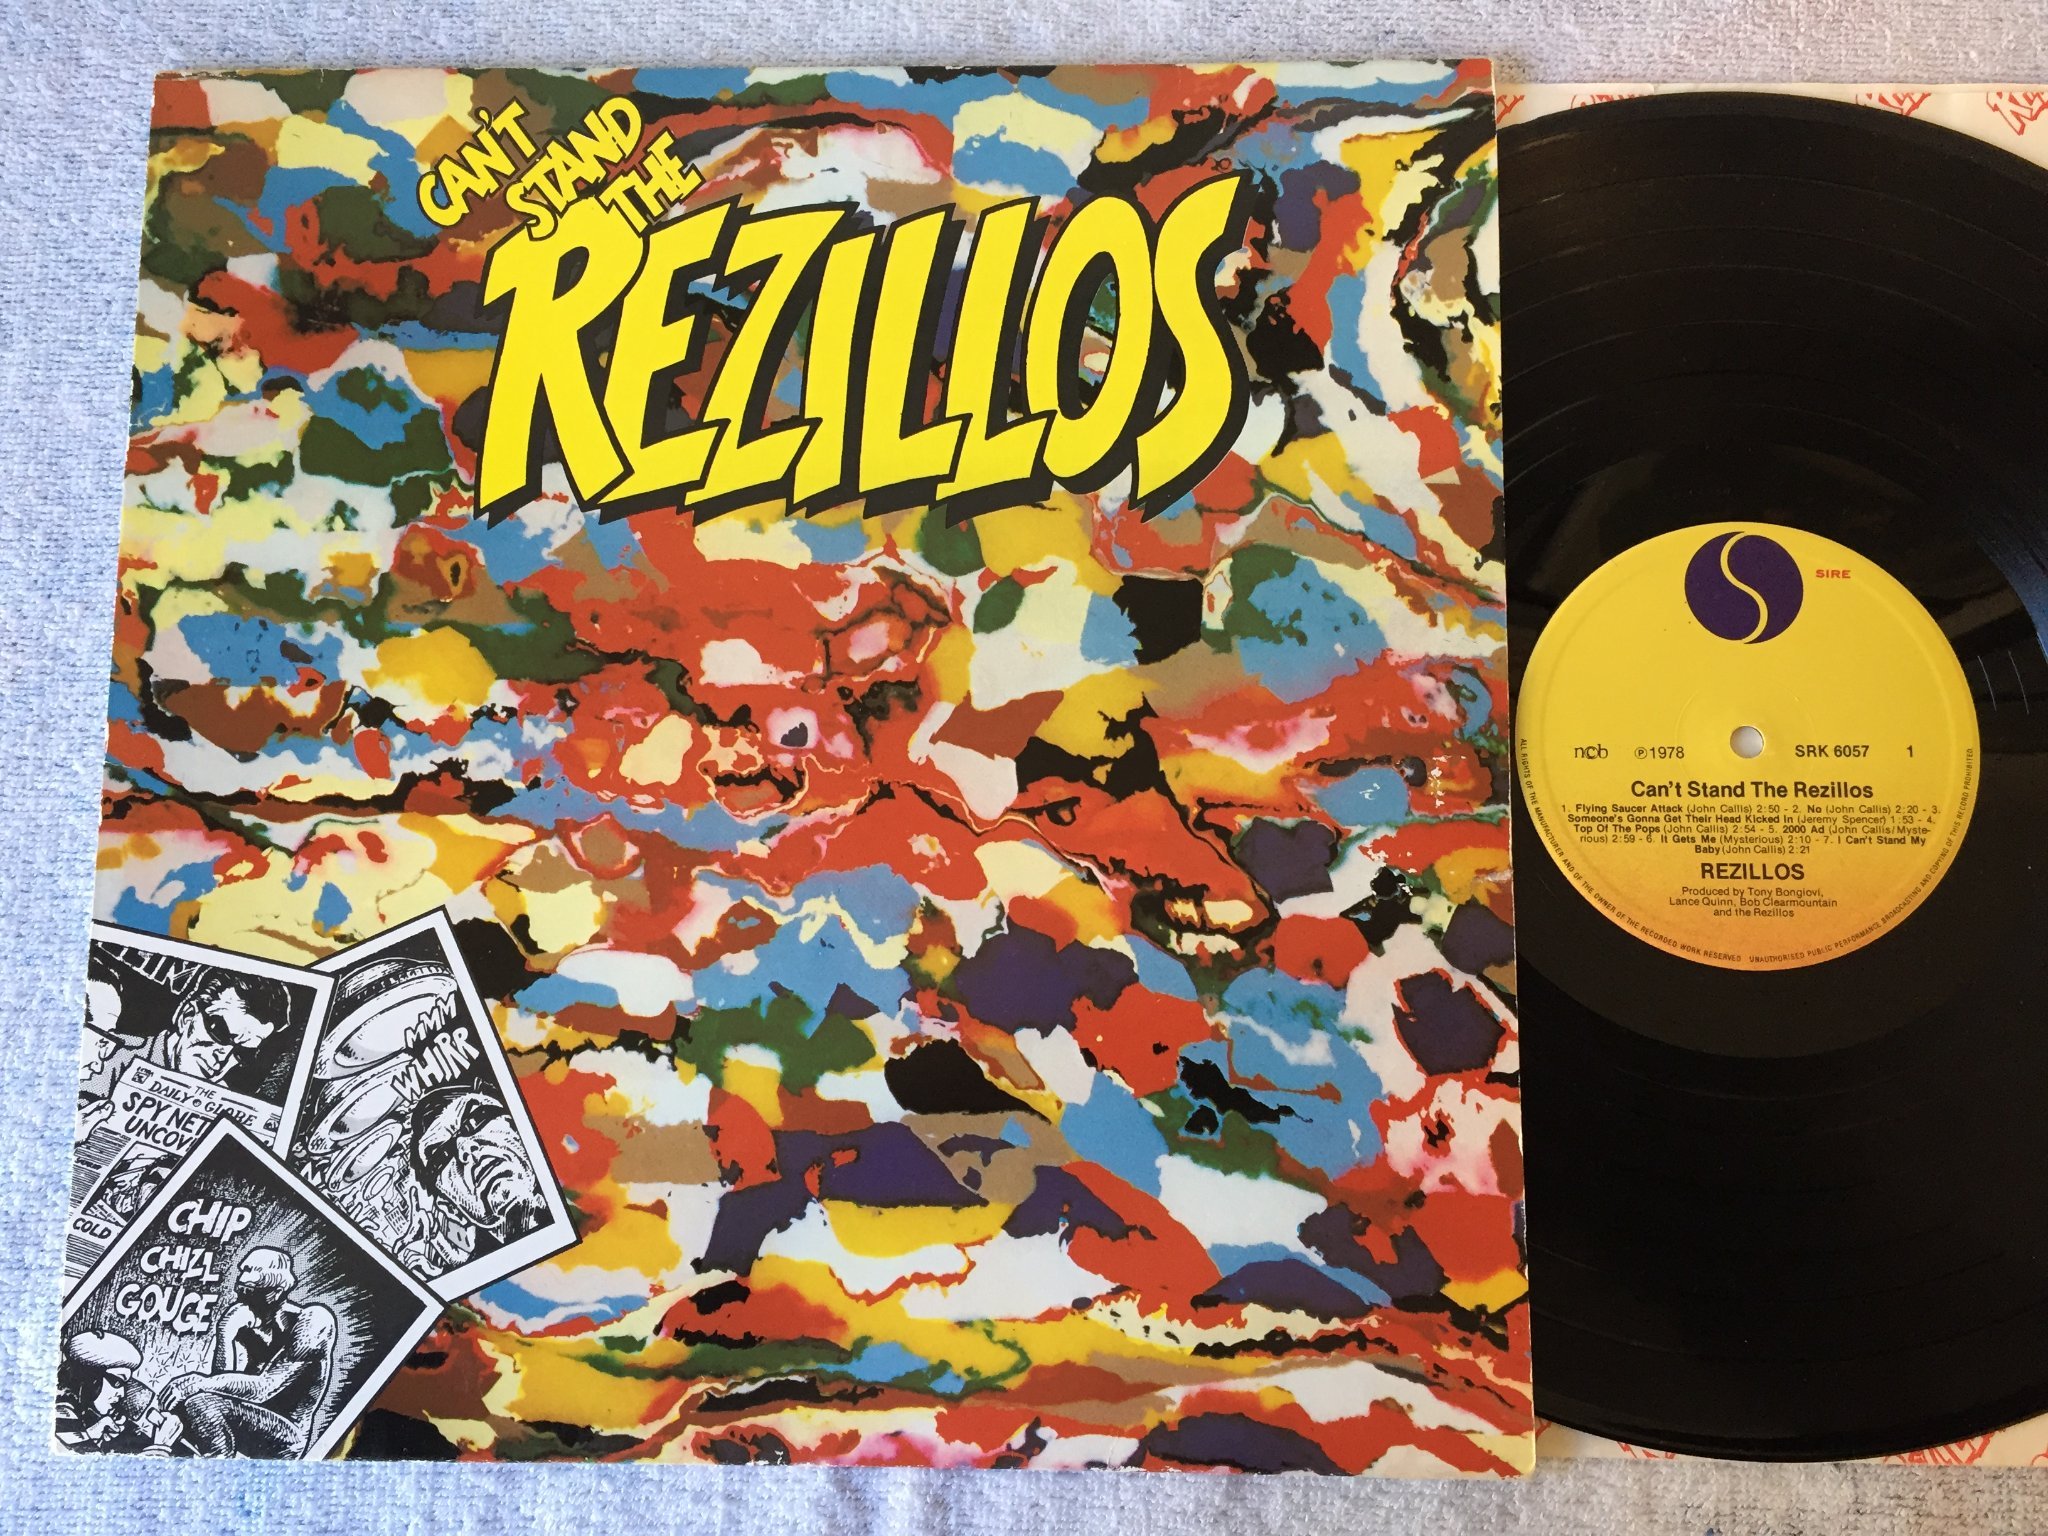 CAN'T
STAND
THE
REZILLOS
THE
DAILY GLOBE
SPY NET
UNCOV
COLD
MMM
WHIRR
CHIP
CHILL
GOUGE
SIRE
ncb ℗1978 SRK 6057 1
Can't Stand The Rezillos
1. Flying Saucer Attack (John Callis) 2:50 - 2. No (John Callis) 2:20 - 3.
Someone's Gonna Get Their Head Kicked In (Jeremy Spencer) 1:53 - 4.
Top Of The Pops (John Callis) 2:54 - 5. 2000 Ad (John Callis/Myste-
rious) 2:59 - 6. It Gets Me (Mysterious) 2:10 - 7. I Can't Stand My
Baby (John Callis) 2:21
REZILLOS
Produced by Tony Bongiovi,
Lance Quinn, Bob Clearmountain
and the Rezillos
ALL RIGHTS OF THE MANUFACTURER AND OF THE OWNER OF THE RECORDED WORK RESERVED UNAUTHORISED PUBLIC PERFORMANCE BROADCASTING AND COPYING OF THIS RECORD PROHIBITED